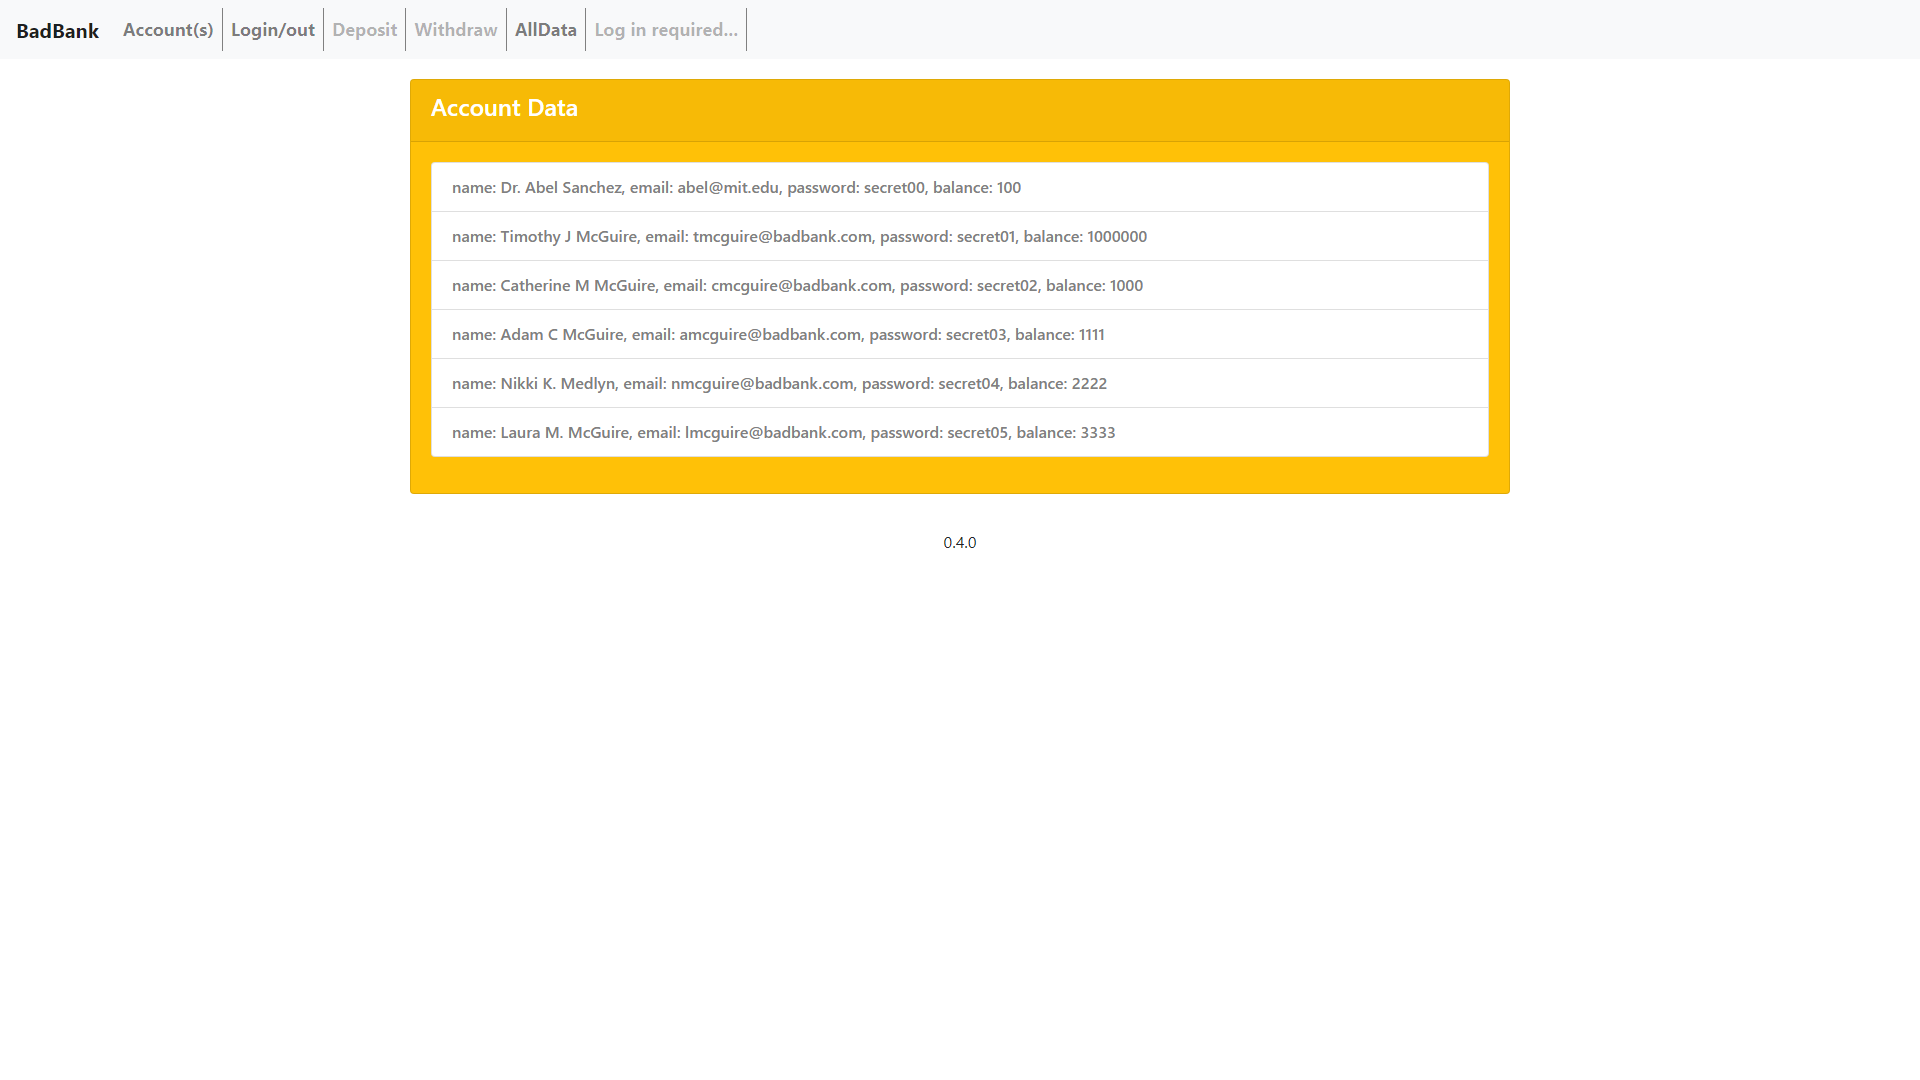 BadBank Account(s) Login/out Deposit Withdraw AllData Log in required...
Account Data
name: Dr. Abel Sanchez, email: abel@mit.edu, password: secret00, balance: 100
name: Timothy J McGuire, email: tmcguire@badbank.com, password: secret01, balance: 1000000
name: Catherine M McGuire, email: cmcguire@badbank.com, password: secret02, balance: 1000
name: Adam C McGuire, email: amcguire@badbank.com, password: secret03, balance: 1111
name: Nikki K. Medlyn, email: nmcguire@badbank.com, password: secret04, balance: 2222
name: Laura M. McGuire, email: lmcguire@badbank.com, password: secret05, balance: 3333
0.4.0